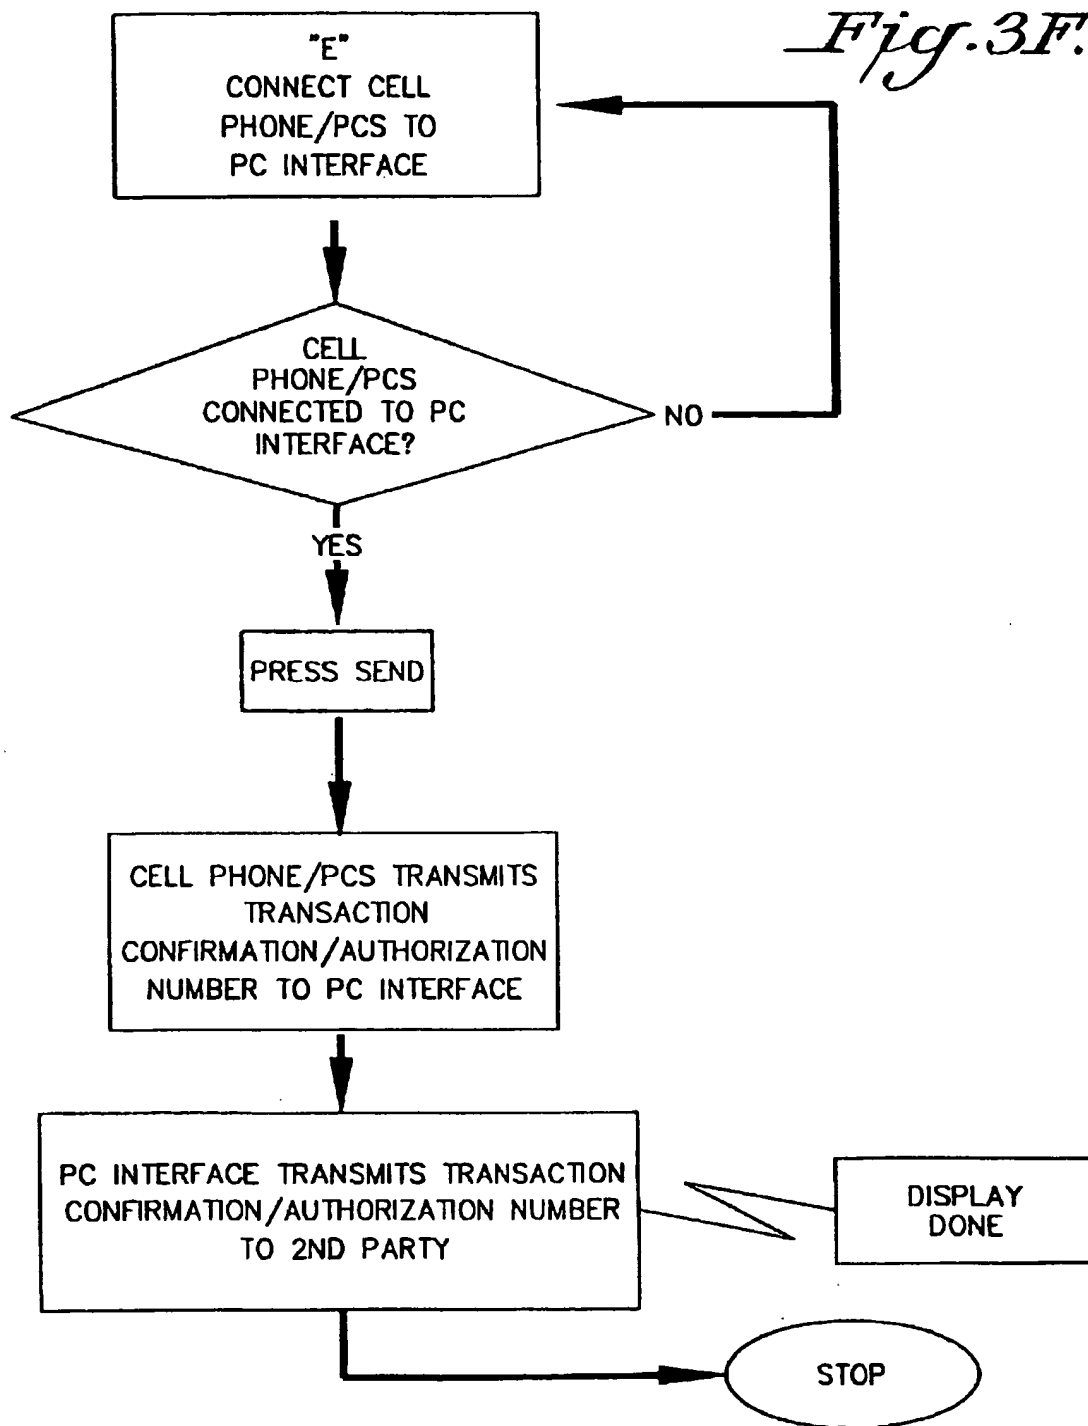 Fig.3F.
"E"
CONNECT CELL
PHONE/PCS TO
PC INTERFACE
CELL
PHONE/PCS
CONNECTED TO PC
INTERFACE?
NO
YES
PRESS SEND
CELL PHONE/PCS TRANSMITS
TRANSACTION
CONFIRMATION/AUTHORIZATION
NUMBER TO PC INTERFACE
PC INTERFACE TRANSMITS TRANSACTION
CONFIRMATION/AUTHORIZATION NUMBER
TO 2ND PARTY
DISPLAY
DONE
STOP